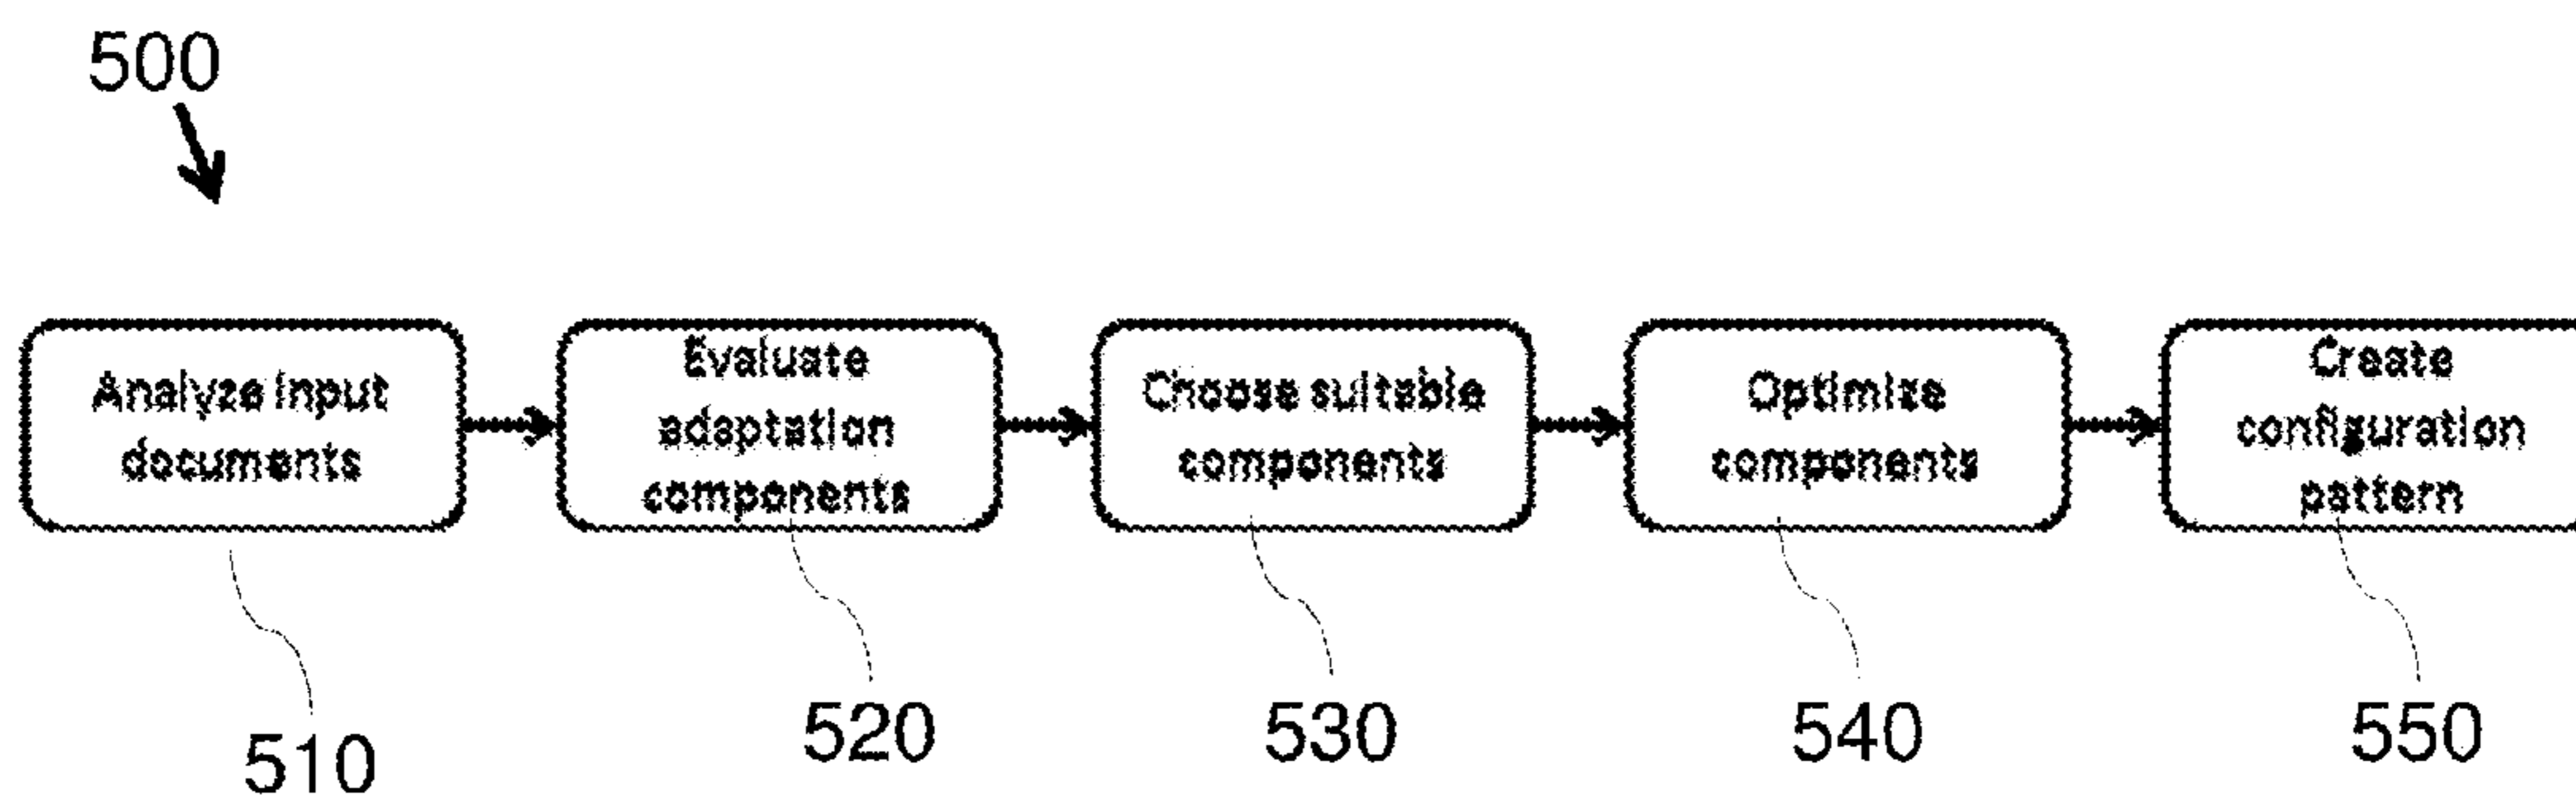 500
Analyze input
documents
Evaluate
adaptation
components
Choose suitable
components
Optimize
components
Create
configuration
pattern
510
520
530
540
550